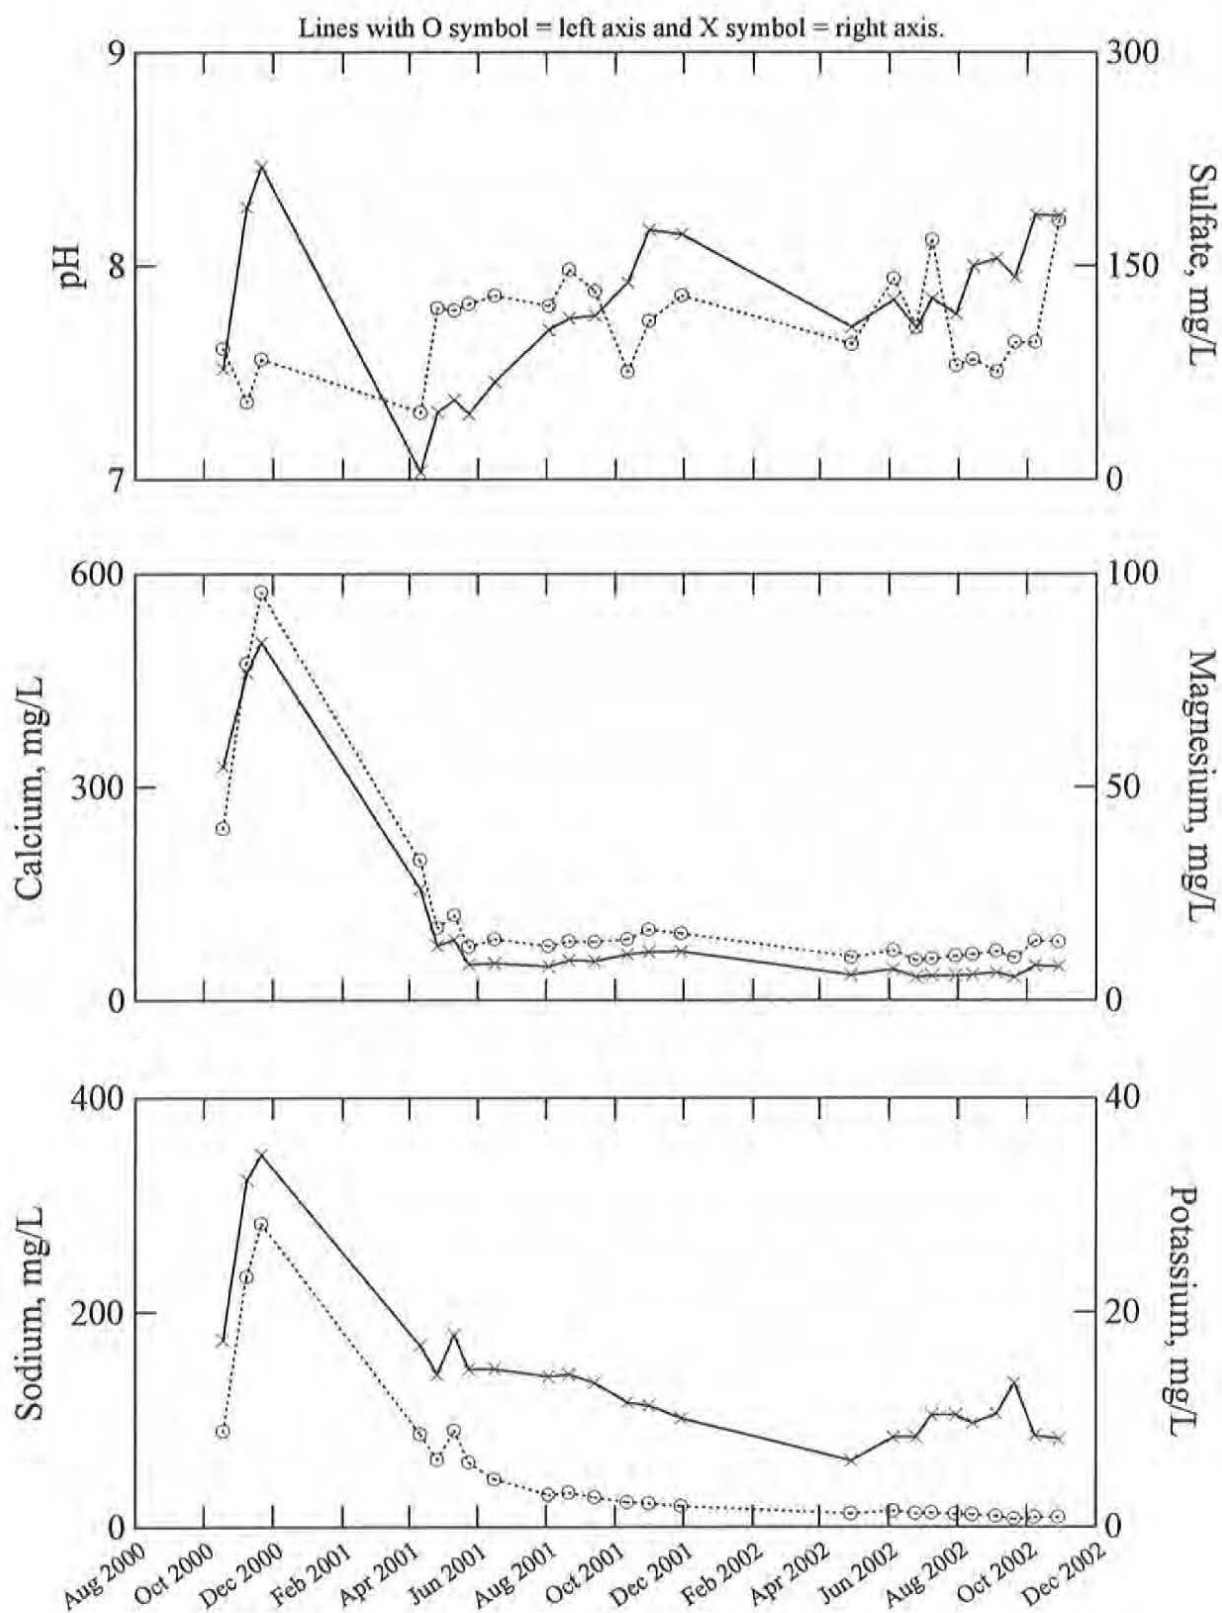 Lines with O symbol = left axis and X symbol = right axis.
9
8
7
pH
300
150
0
Sulfate, mg/L
600
300
0
Calcium, mg/L
100
50
0
Magnesium, mg/L
400
200
0
Sodium, mg/L
40
20
0
Potassium, mg/L
Aug 2000
Oct 2000
Dec 2000
Feb 2001
Apr 2001
Jun 2001
Aug 2001
Oct 2001
Dec 2001
Feb 2002
Apr 2002
Jun 2002
Aug 2002
Oct 2002
Dec 2002